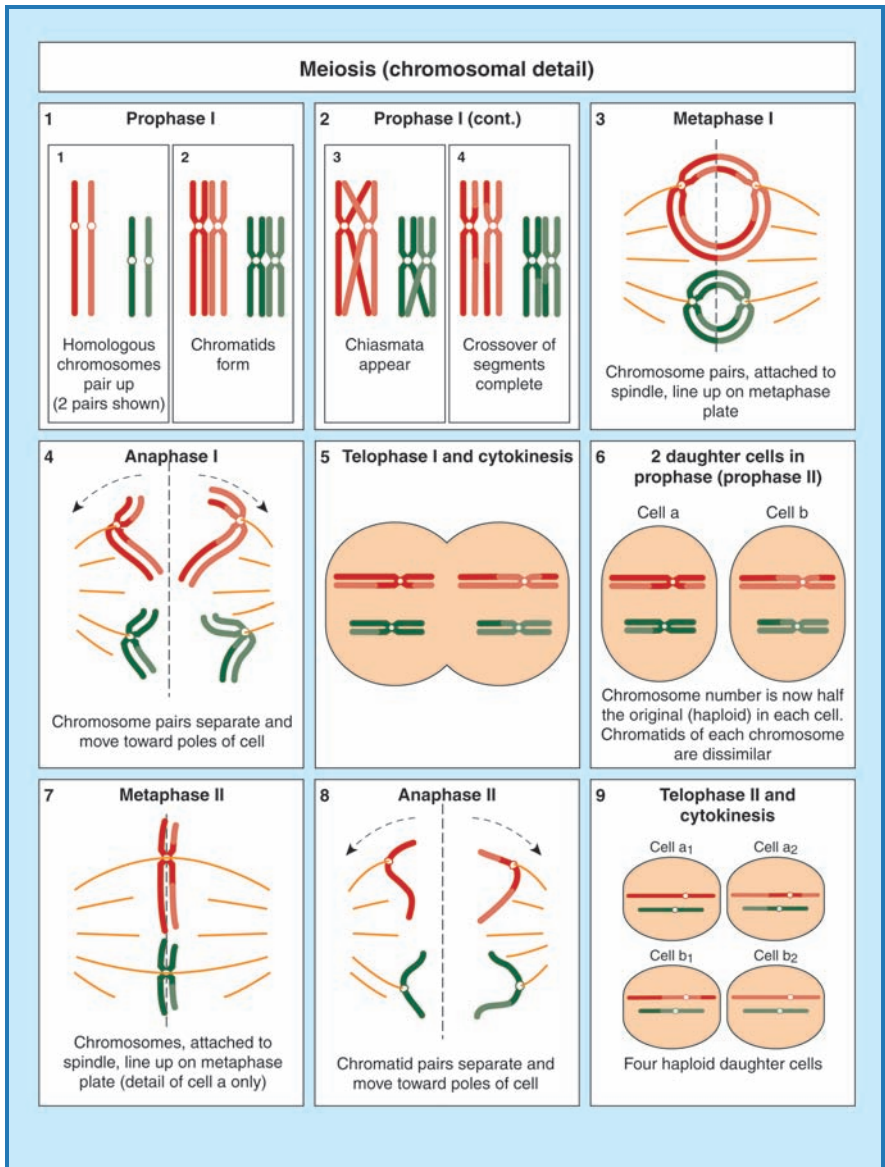 Meiosis (chromosomal detail)
1 Prophase I
1
Homologous
chromosomes
pair up
(2 pairs shown)
2
Chromatids
form
2 Prophase I (cont.)
3
Chiasmata
appear
4
Crossover of
segments
complete
3 Metaphase I
Chromosome pairs, attached to
spindle, line up on metaphase
plate
4 Anaphase I
Chromosome pairs separate and
move toward poles of cell
5 Telophase I and cytokinesis
6 2 daughter cells in
prophase (prophase II)
Cell a
Cell b
Chromosome number is now half
the original (haploid) in each cell.
Chromatids of each chromosome
are dissimilar
7 Metaphase II
Chromosomes, attached to
spindle, line up on metaphase
plate (detail of cell a only)
8 Anaphase II
Chromatid pairs separate and
move toward poles of cell
9 Telophase II and
cytokinesis
Cell a1
Cell a2
Cell b1
Cell b2
Four haploid daughter cells